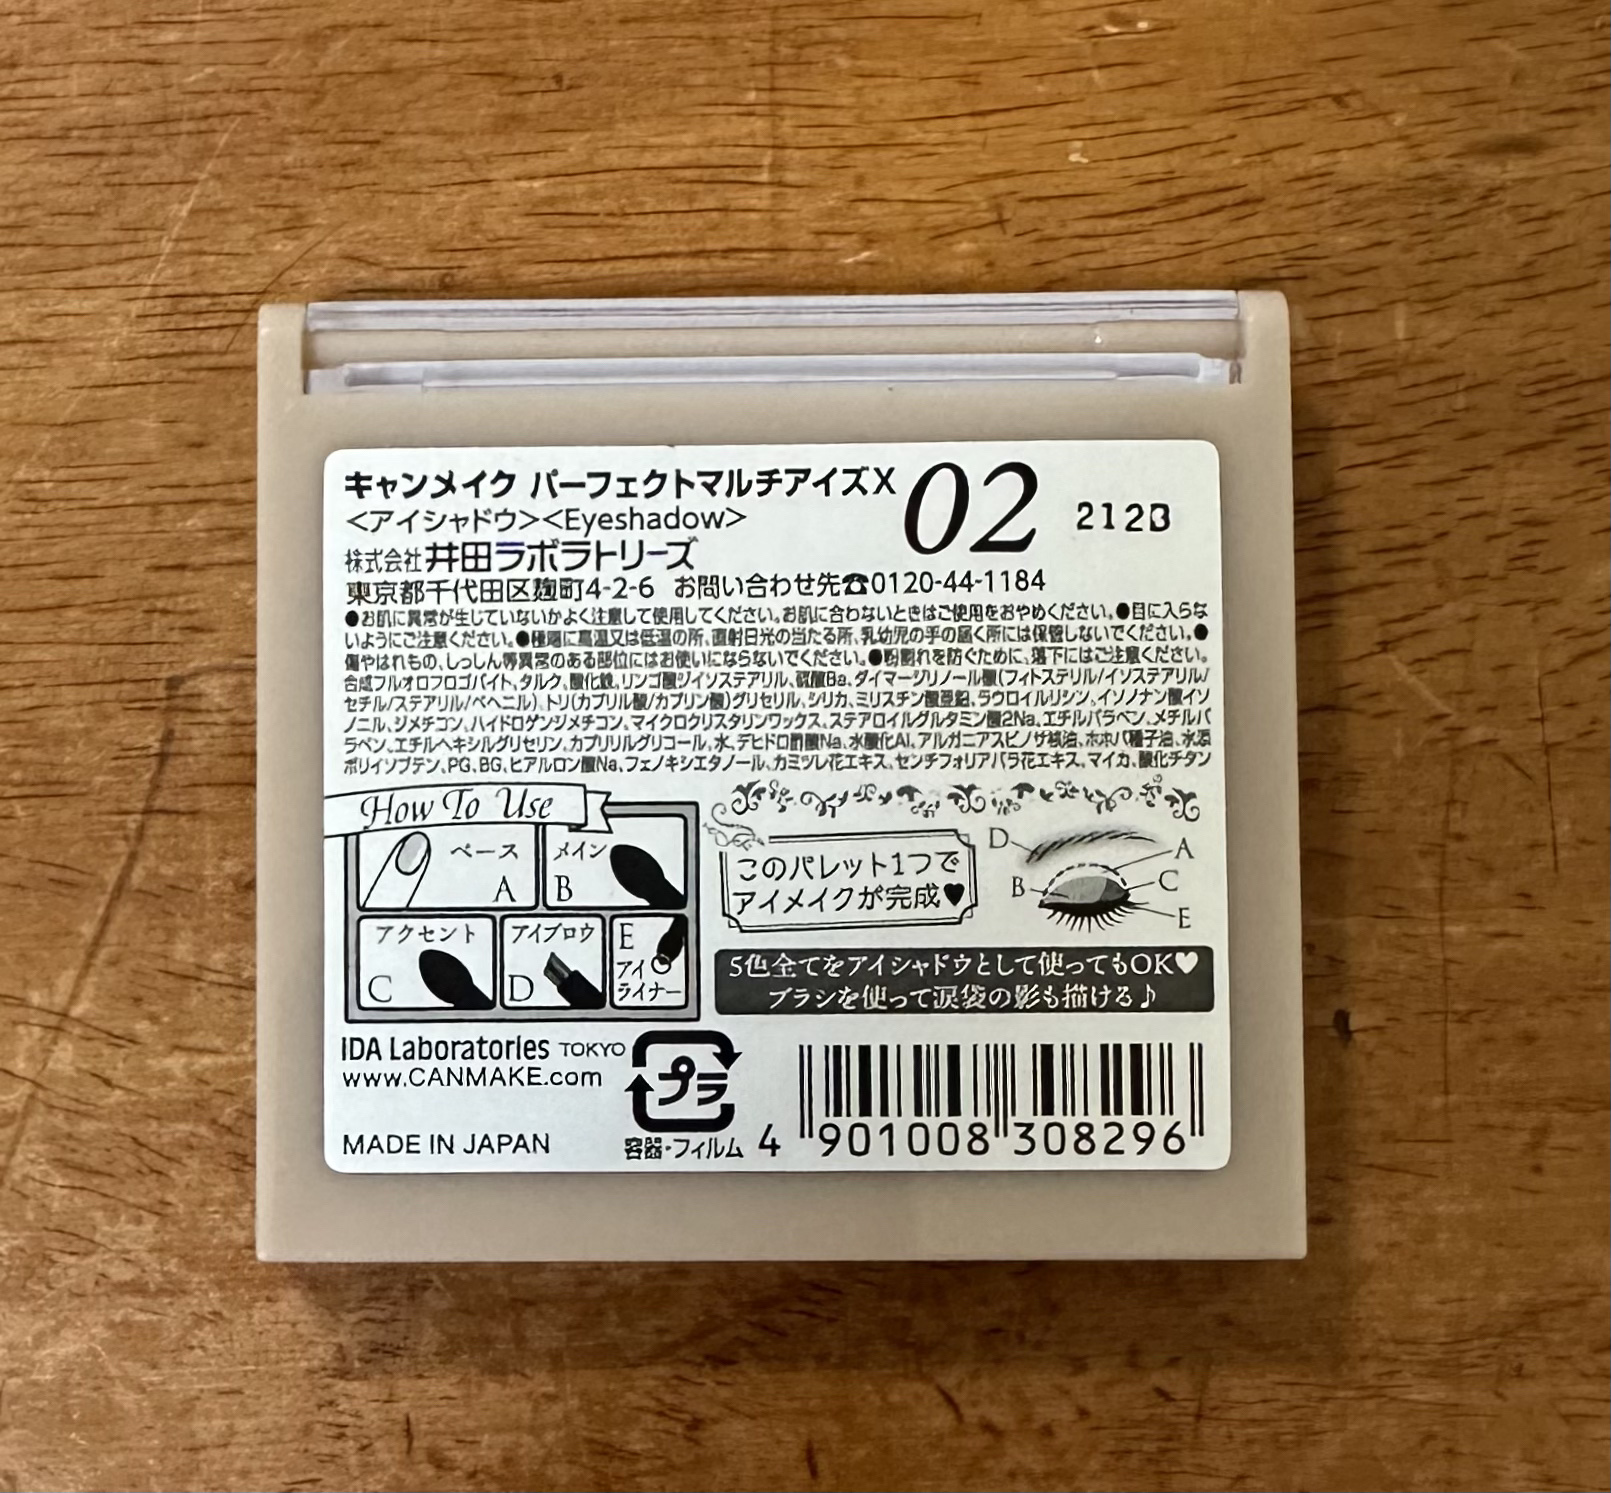 キャンメイク パーフェクトマルチアイズX 02 212B
<アイシャドウ><Eyeshadow>
株式会社 井田ラボラトリーズ
東京都千代田区麹町4-2-6 お問い合わせ先☎0120-44-1184
●お肌に異常が生じていないかよく注意して使用してください。お肌に合わないときはご使用をおやめください。●目に入らな
いようにご注意ください。●極端に高温又は低温の所、直射日光の当たる所、乳幼児の手の届く所には保管しないでください。●
傷やはれもの、しっしん等異常のある部位にはお使いにならないでください。●粉割れを防ぐために、落下にはご注意ください。
合成フルオロフロゴパイト、タルク、酸化鉄、リンゴ酸ジイソステアリル、硫酸Ba、ダイマージリノール酸(フィトステリル/イソステアリル/
セチル/ステアリル/ベヘニル)、トリ(カプリル酸/カプリン酸)グリセリル、シリカ、ミリスチン酸亜鉛、ラウロイルリシン、イソノナン酸イソ
ノニル、ジメチコン、ハイドロゲンジメチコン、マイクロクリスタリンワックス、ステアロイルグルタミン酸2Na、エチルパラベン、メチルパ
ラベン、エチルヘキシルグリセリン、カプリリルグリコール、水、デヒドロ酢酸Na、水酸化Al、アルガニアスピノサ核油、ホホバ種子油、水添
ポリイソブテン、PG、BG、ヒアルロン酸Na、フェノキシエタノール、カミツレ花エキス、センチフォリアバラ花エキス、マイカ、酸化チタン
How To Use
ベース
A
メイン
B
アクセント
C
アイブロウ
D
E
アイ
ライナー
このパレット1つで
アイメイクが完成♥
D
A
B
C
E
5色全てをアイシャドウとして使ってもOK♥
ブラシを使って涙袋の影も描ける♪
IDA Laboratories TOKYO
www.CANMAKE.com
MADE IN JAPAN
プラ
容器・フィルム
4 901008 308296